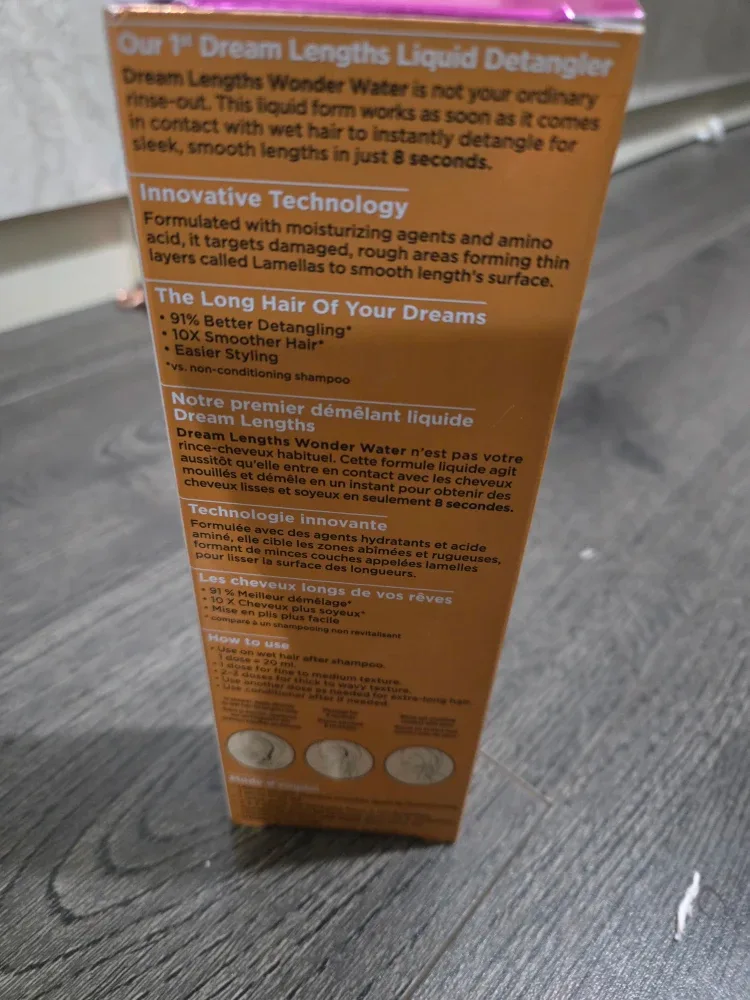 Our 1st Dream Lengths Liquid Detangler
Dream Lengths Wonder Water is not your ordinary
rinse-out. This liquid form works as soon as it comes
in contact with wet hair to instantly detangle for
sleek, smooth lengths in just 8 seconds.
Innovative Technology
Formulated with moisturizing agents and amino
acid, it targets damaged, rough areas forming thin
layers called Lamellas to smooth length's surface.
The Long Hair Of Your Dreams
• 91% Better Detangling*
• 10X Smoother Hair*
• Easier Styling
*vs. non-conditioning shampoo
Notre premier démêlant liquide
Dream Lengths
Dream Lengths Wonder Water n'est pas votre
rince-cheveux habituel. Cette formule liquide agit
aussitôt qu'elle entre en contact avec les cheveux
mouillés et démêle en un instant pour obtenir des
cheveux lisses et soyeux en seulement 8 secondes.
Technologie innovante
Formulée avec des agents hydratants et acide
aminé, elle cible les zones abîmées et rugueuses,
formant de minces couches appelées lamelles
pour lisser la surface des longueurs.
Les cheveux longs de vos rêves
• 91 % Meilleur démêlage*
• 10 X Cheveux plus soyeux*
• Mise en plis plus facile
* comparé à un shampooing non revitalisant
How to use
• Use on wet hair after shampoo.
1 dose = 20 ml.
• 1 dose for fine to medium texture.
• 2-3 doses for thick to wavy texture.
• Use another dose as needed for extra-long hair.
• Use conditioner after if needed.
Mode d'emploi